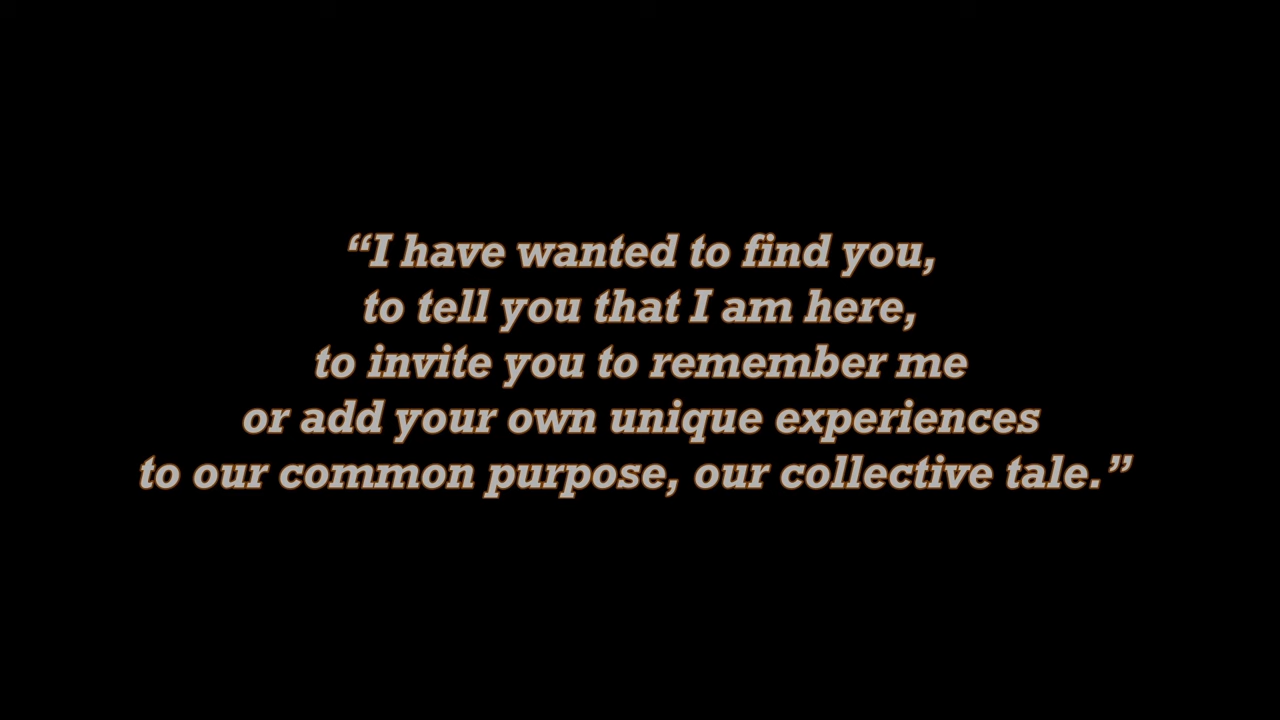 “I have wanted to find you,
to tell you that I am here,
to invite you to remember me
or add your own unique experiences
to our common purpose, our collective tale.”